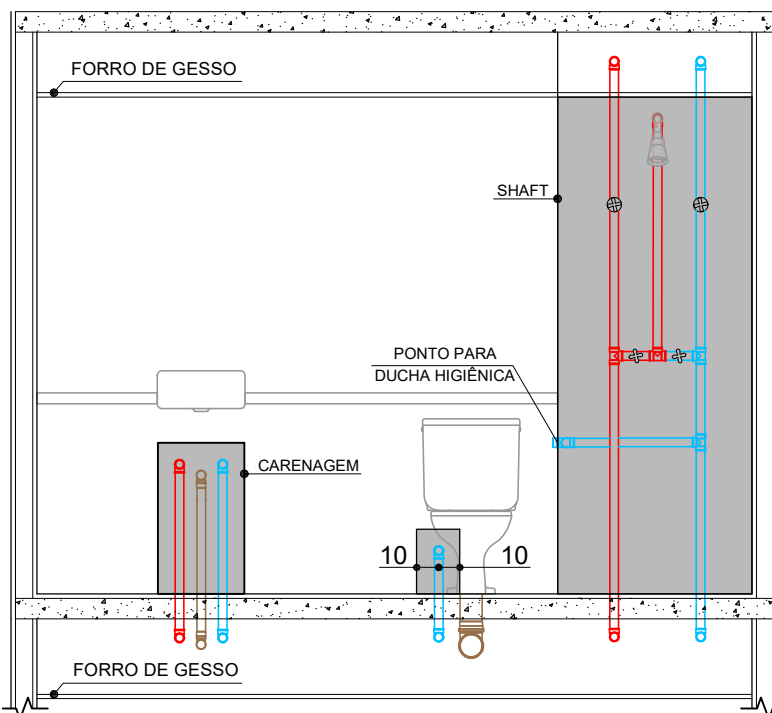 FORRO DE GESSO
SHAFT
PONTO PARA
DUCHA HIGIÊNICA
CARENAGEM
10 10
FORRO DE GESSO